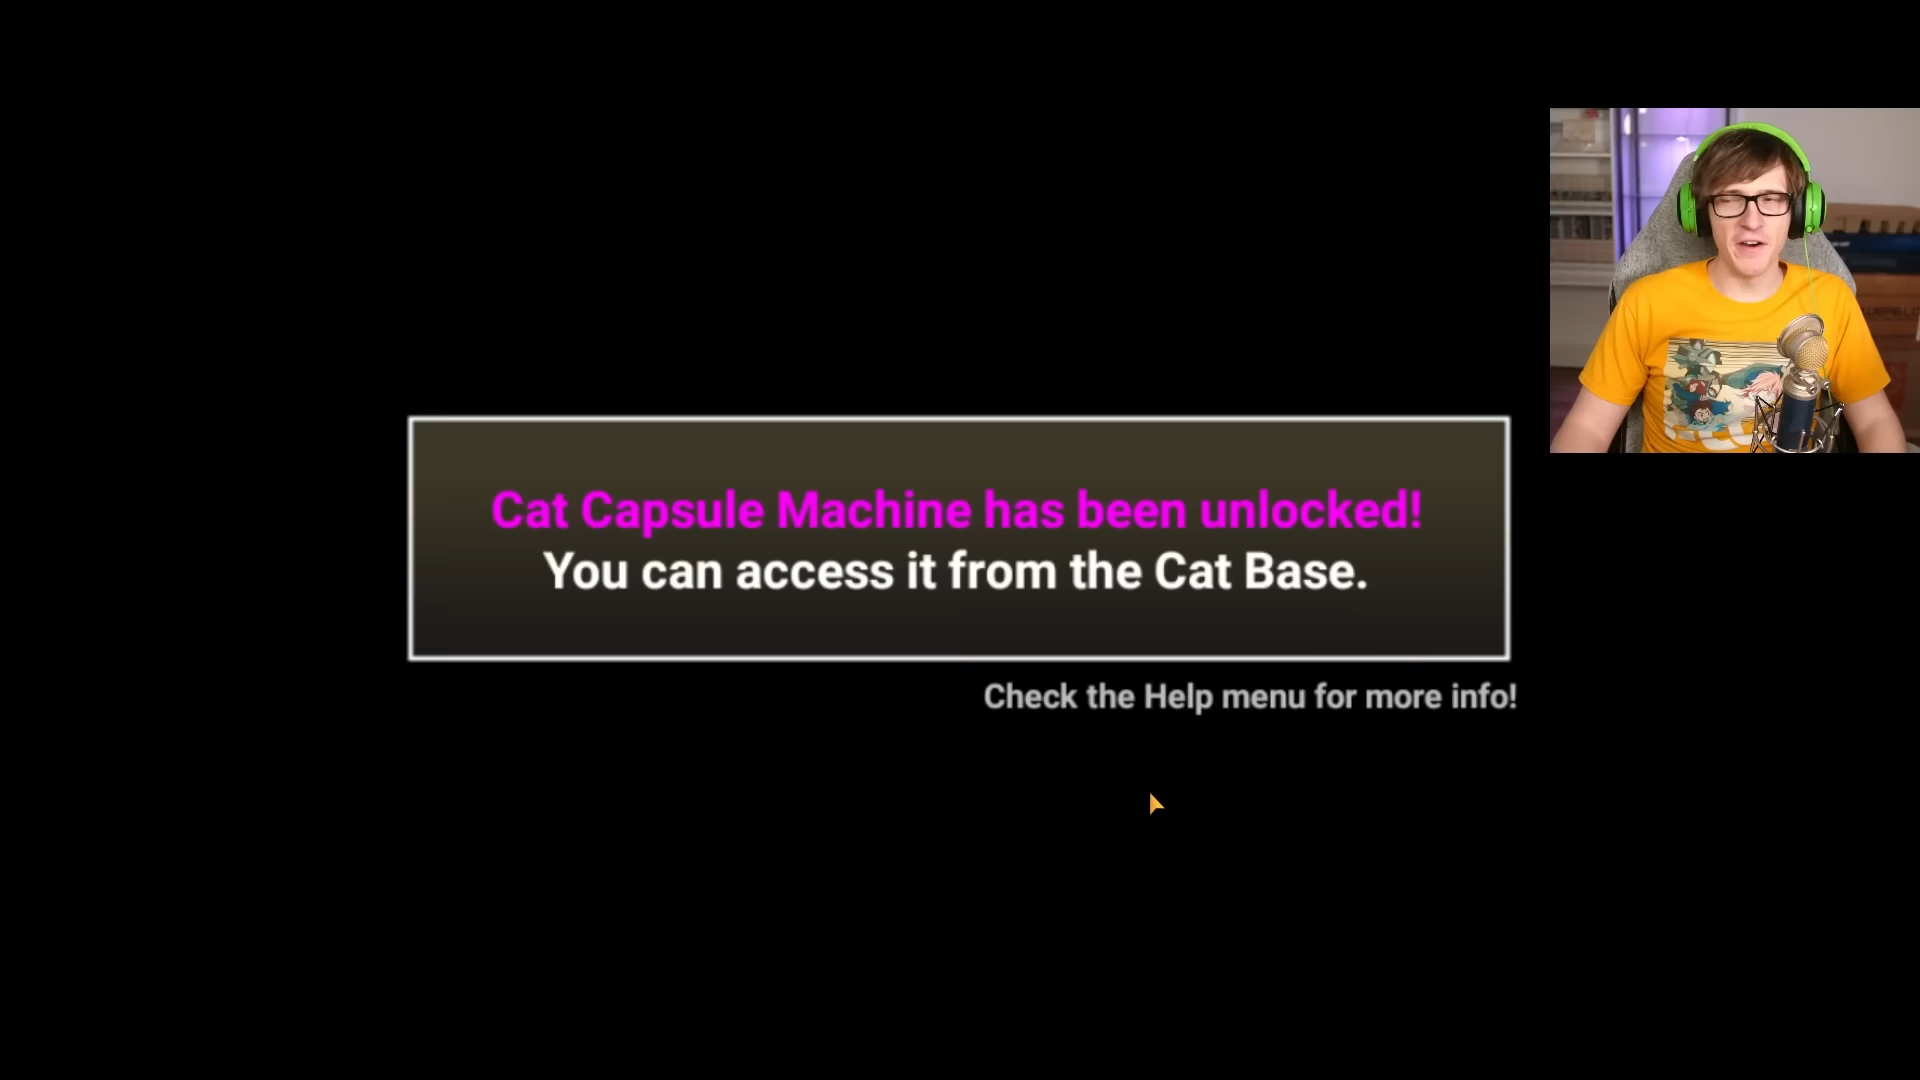 Cat Capsule Machine has been unlocked!
You can access it from the Cat Base.
Check the Help menu for more info!